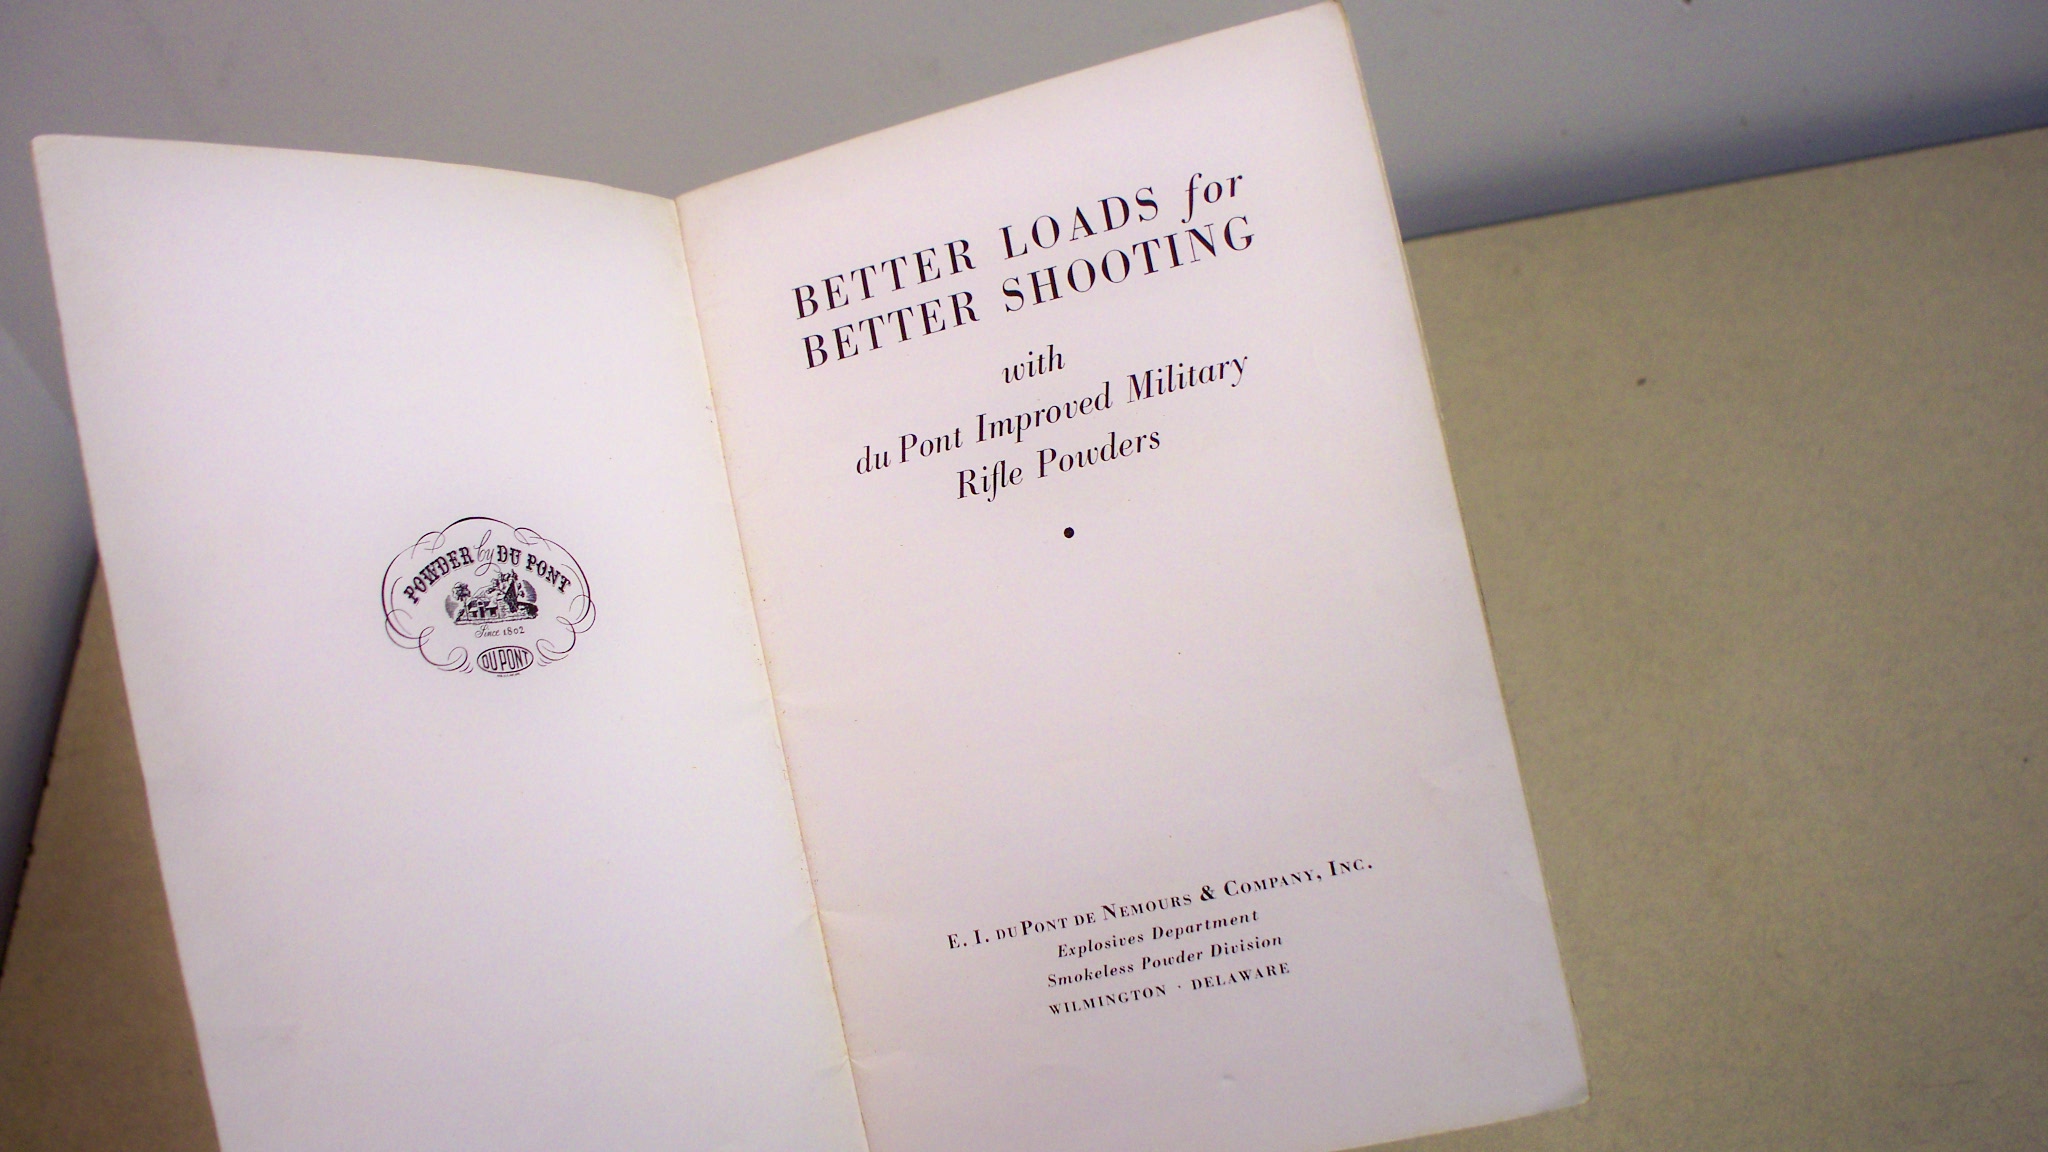 POWDER by DU PONT
Since 1802
DU PONT
BETTER LOADS for
BETTER SHOOTING
with
du Pont Improved Military
Rifle Powders
•
E. I. DU PONT DE NEMOURS & COMPANY, INC.
Explosives Department
Smokeless Powder Division
WILMINGTON · DELAWARE